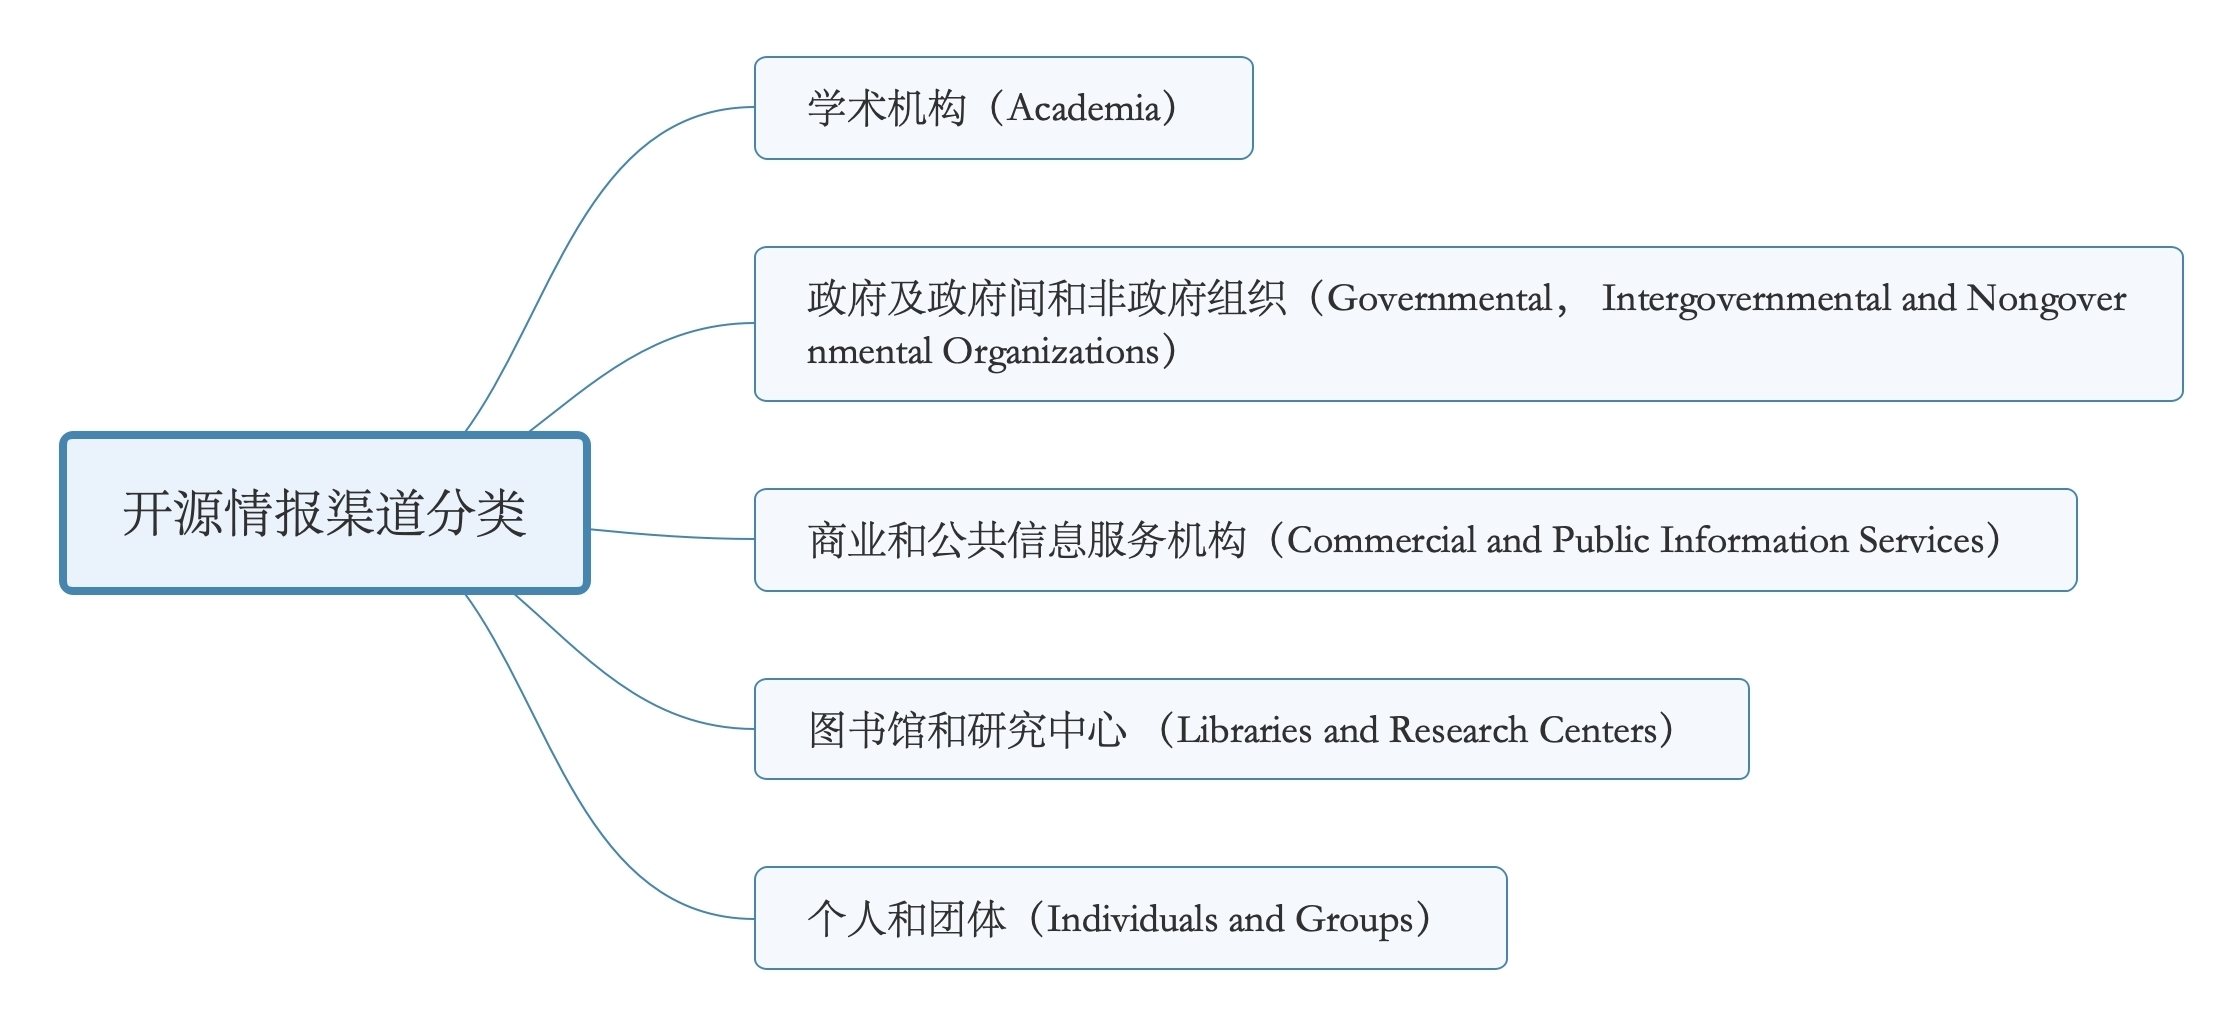 开源情报渠道分类
学术机构（Academia）
政府及政府间和非政府组织（Governmental， Intergovernmental and Nongover
nmental Organizations）
商业和公共信息服务机构（Commercial and Public Information Services）
图书馆和研究中心 （Libraries and Research Centers）
个人和团体（Individuals and Groups）